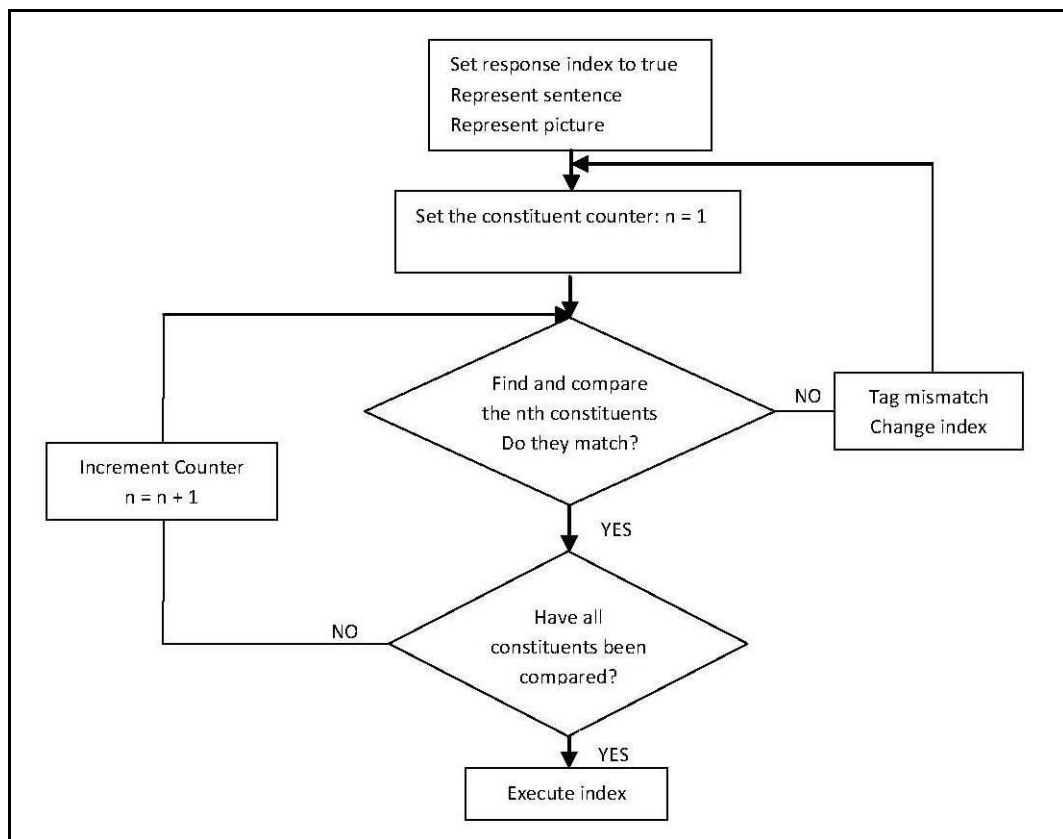 Set response index to true
Represent sentence
Represent picture
Set the constituent counter: n = 1
Find and compare
the nth constituents
Do they match?
NO
Tag mismatch
Change index
Increment Counter
n = n + 1
YES
Have all
constituents been
compared?
NO
YES
Execute index